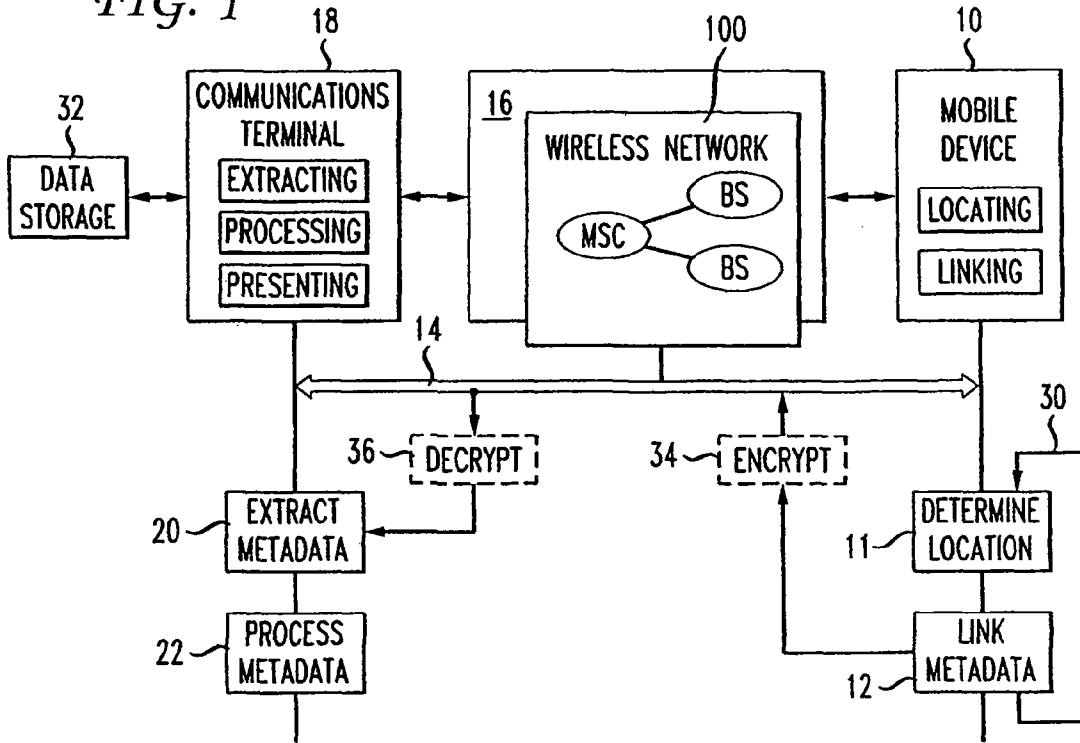 FIG. 1
18
100
10
32
COMMUNICATIONS
TERMINAL
16
MOBILE
DEVICE
WIRELESS NETWORK
DATA
STORAGE
EXTRACTING
PROCESSING
PRESENTING
MSC
BS
BS
LOCATING
LINKING
14
30
36
DECRYPT
34
ENCRYPT
20
EXTRACT
METADATA
11
DETERMINE
LOCATION
22
PROCESS
METADATA
12
LINK
METADATA